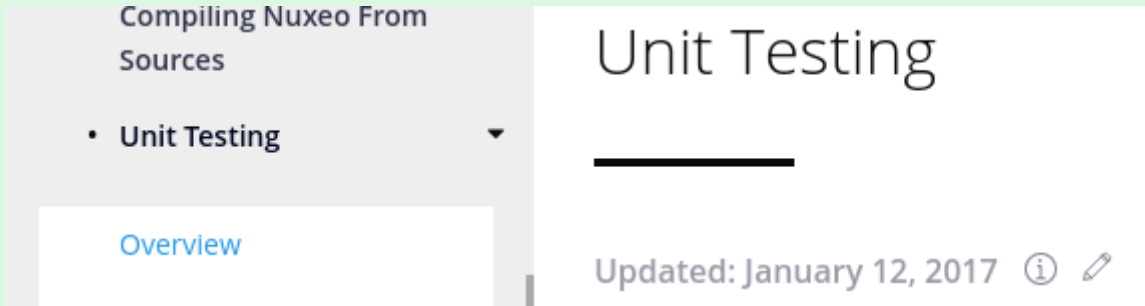 Compiling Nuxeo From
Sources
• Unit Testing
Overview
Unit Testing
Updated: January 12, 2017